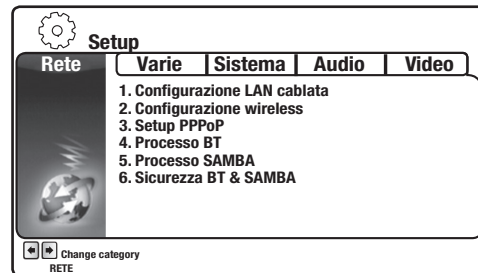 Setup
Rete Varie Sistema Audio Video
1. Configurazione LAN cablata
2. Configurazione wireless
3. Setup PPPoP
4. Processo BT
5. Processo SAMBA
6. Sicurezza BT & SAMBA
Change category
RETE